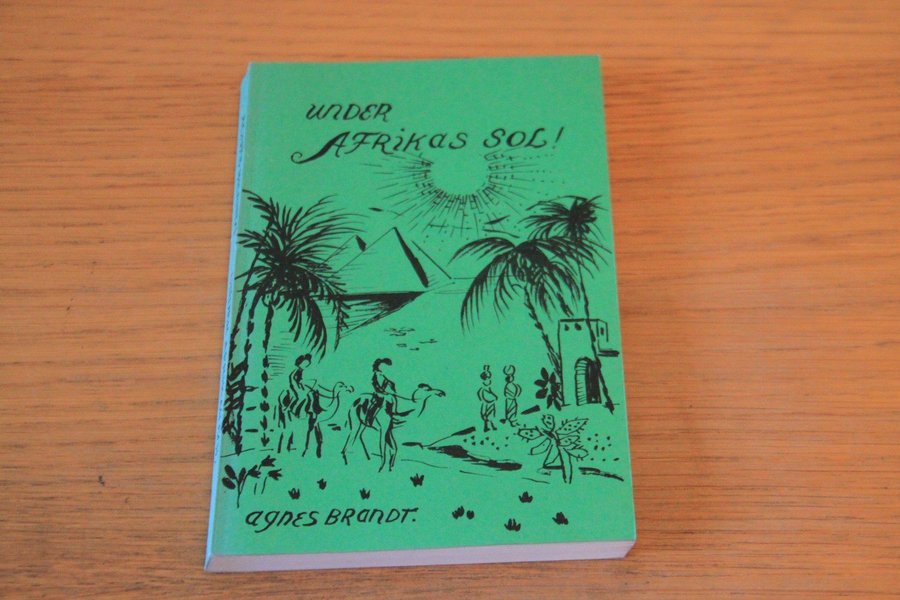 UNDER
AFRIKAS SOL!
AGNES BRANDT.